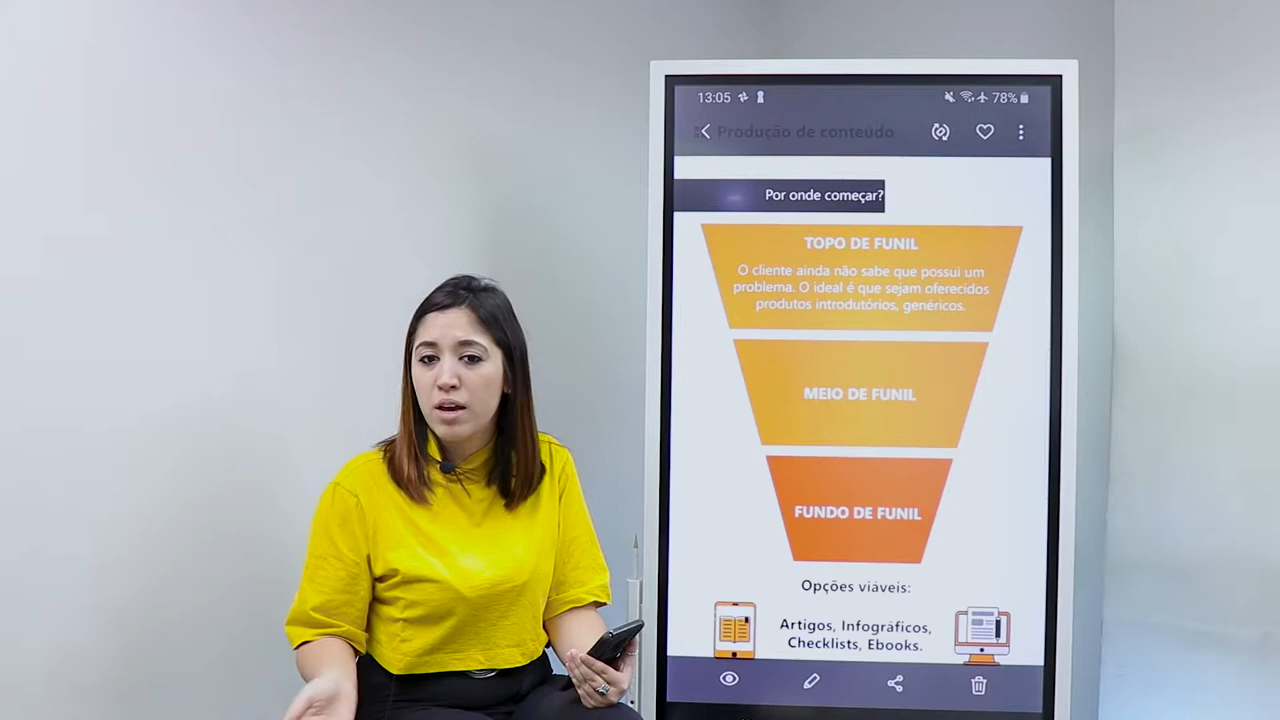 13:05
78%
Produção de conteúdo
Por onde começar?
TOPO DE FUNIL
O cliente ainda não sabe que possui um
problema. O ideal é que sejam oferecidos
produtos introdutórios, genéricos.
MEIO DE FUNIL
FUNDO DE FUNIL
Opções viáveis:
Artigos, Infográficos,
Checklists, Ebooks.